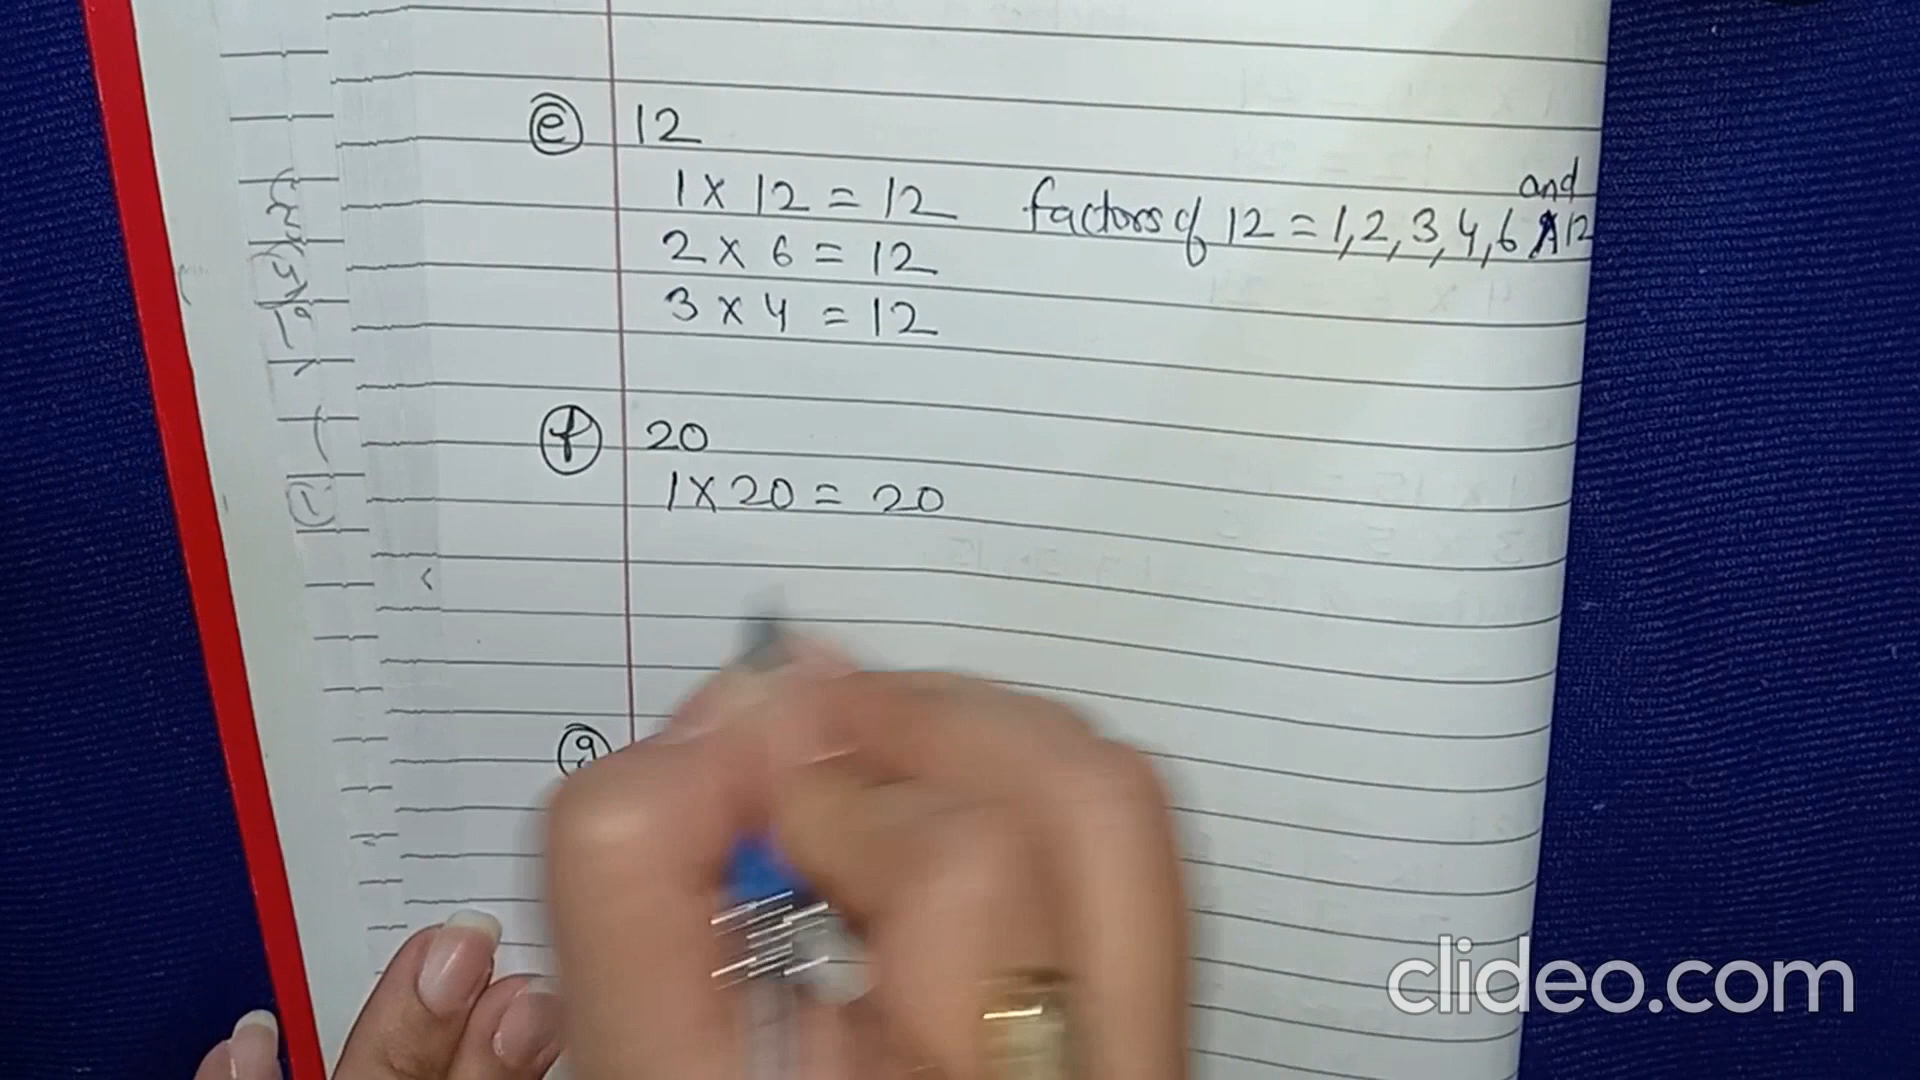 ⓔ 12
1 × 12 = 12 factors of 12 = 1, 2, 3, 4, 6 and 12
2 × 6 = 12
3 × 4 = 12
ⓕ 20
1 × 20 = 20
ⓖ
clideo.com